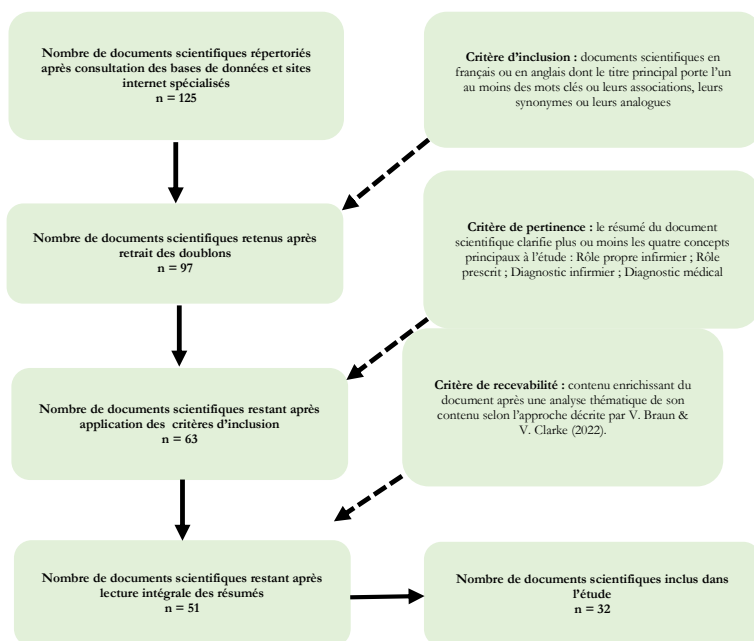 Nombre de documents scientifiques répertoriés
après consultation des bases de données et sites
internet spécialisés
n = 125
Critère d'inclusion : documents scientifiques en
français ou en anglais dont le titre principal porte l'un
au moins des mots clés ou leurs associations, leurs
synonymes ou leurs analogues
Nombre de documents scientifiques retenus après
retrait des doublons
n = 97
Critère de pertinence : le résumé du document
scientifique clarifie plus ou moins les quatre concepts
principaux à l'étude : Rôle propre infirmier ; Rôle
prescrit ; Diagnostic infirmier ; Diagnostic médical
Nombre de documents scientifiques restant après
application des critères d'inclusion
n = 63
Critère de recevabilité : contenu enrichissant du
document après une analyse thématique de son
contenu selon l'approche décrite par V. Braun &
V. Clarke (2022).
Nombre de documents scientifiques restant après
lecture intégrale des résumés
n = 51
Nombre de documents scientifiques inclus dans
l'étude
n = 32